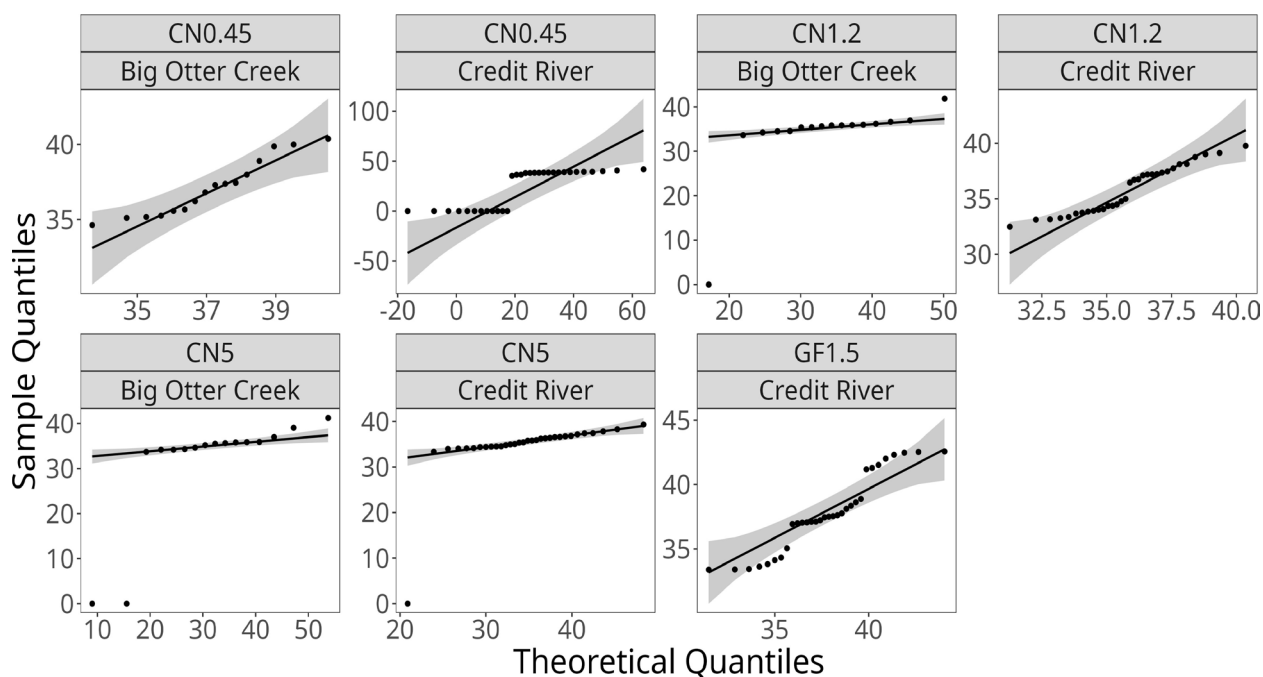 CN0.45 CN0.45 CN1.2 CN1.2
Big Otter Creek Credit River Big Otter Creek Credit River
40
35
35 37 39
100
50
0
-50
-20 0 20 40 60
40
30
20
10
0
20 30 40 50
40
35
30
32.5 35.0 37.5 40.0
CN5 CN5 GF1.5
Big Otter Creek Credit River Credit River
40
30
20
10
0
10 20 30 40 50
40
30
20
10
0
20 30 40
45
40
35
35 40
Sample Quantiles
Theoretical Quantiles